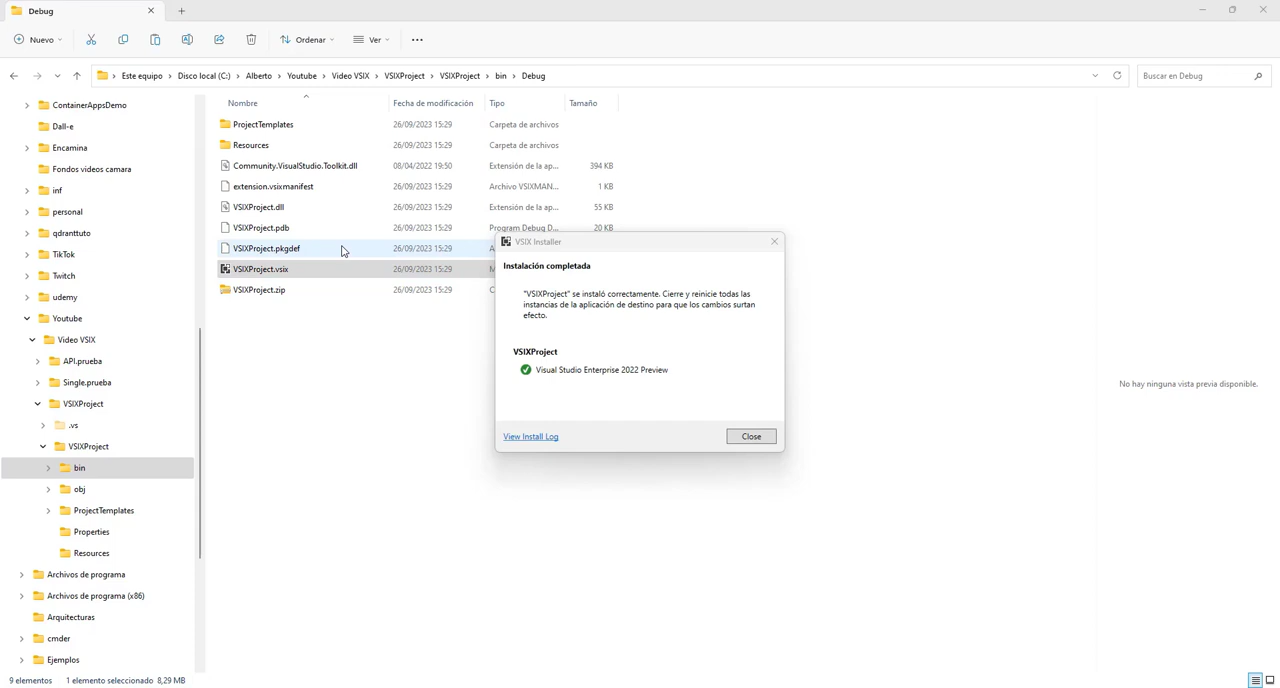 Debug
Nuevo
Ordenar
Ver
Este equipo
Disco local (C:)
Alberto
Youtube
Video VSIX
VSIXProject
VSIXProject
bin
Debug
Buscar en Debug
ContainerAppsDemo
Dall-e
Encamina
Fondos videos camara
inf
personal
qdranttuto
TikTok
Twitch
udemy
Youtube
Video VSIX
API.prueba
Single.prueba
VSIXProject
.vs
VSIXProject
bin
obj
ProjectTemplates
Properties
Resources
Archivos de programa
Archivos de programa (x86)
Arquitecturas
cmder
Ejemplos
Nombre Fecha de modificación Tipo Tamaño
ProjectTemplates 26/09/2023 15:29 Carpeta de archivos
Resources 26/09/2023 15:29 Carpeta de archivos
Community.VisualStudio.Toolkit.dll 08/04/2022 19:50 Extensión de la ap... 394 KB
extension.vsixmanifest 26/09/2023 15:29 Archivo VSIXMAN... 1 KB
VSIXProject.dll 26/09/2023 15:29 Extensión de la ap... 55 KB
VSIXProject.pdb 26/09/2023 15:29 Program Debug D... 20 KB
VSIXProject.pkgdef 26/09/2023 15:29 A
VSIXProject.vsix 26/09/2023 15:29 M
VSIXProject.zip 26/09/2023 15:29 C
VSIX Installer
Instalación completada
"VSIXProject" se instaló correctamente. Cierre y reinicie todas las
instancias de la aplicación de destino para que los cambios surtan
efecto.
VSIXProject
Visual Studio Enterprise 2022 Preview
View Install Log
Close
No hay ninguna vista previa disponible.
9 elementos 1 elemento seleccionado 8,29 MB